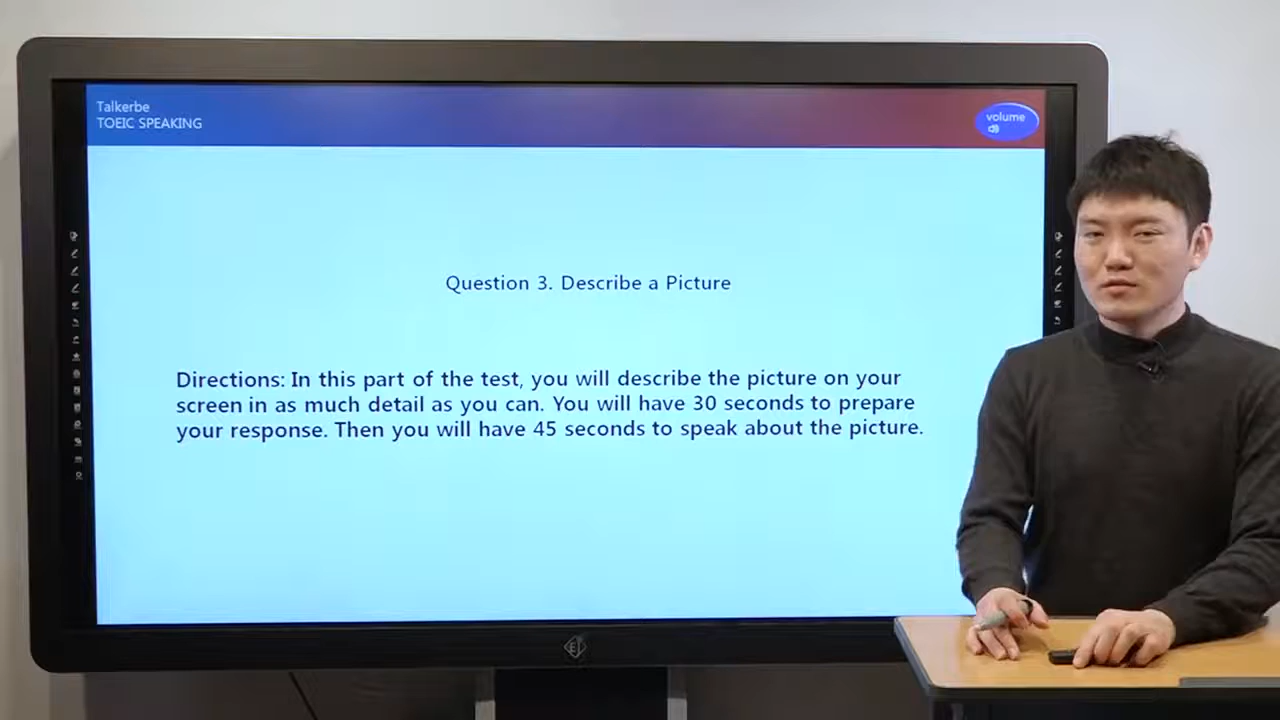 Talkerbe
TOEIC SPEAKING
volume
Question 3. Describe a Picture
Directions: In this part of the test, you will describe the picture on your
screen in as much detail as you can. You will have 30 seconds to prepare
your response. Then you will have 45 seconds to speak about the picture.